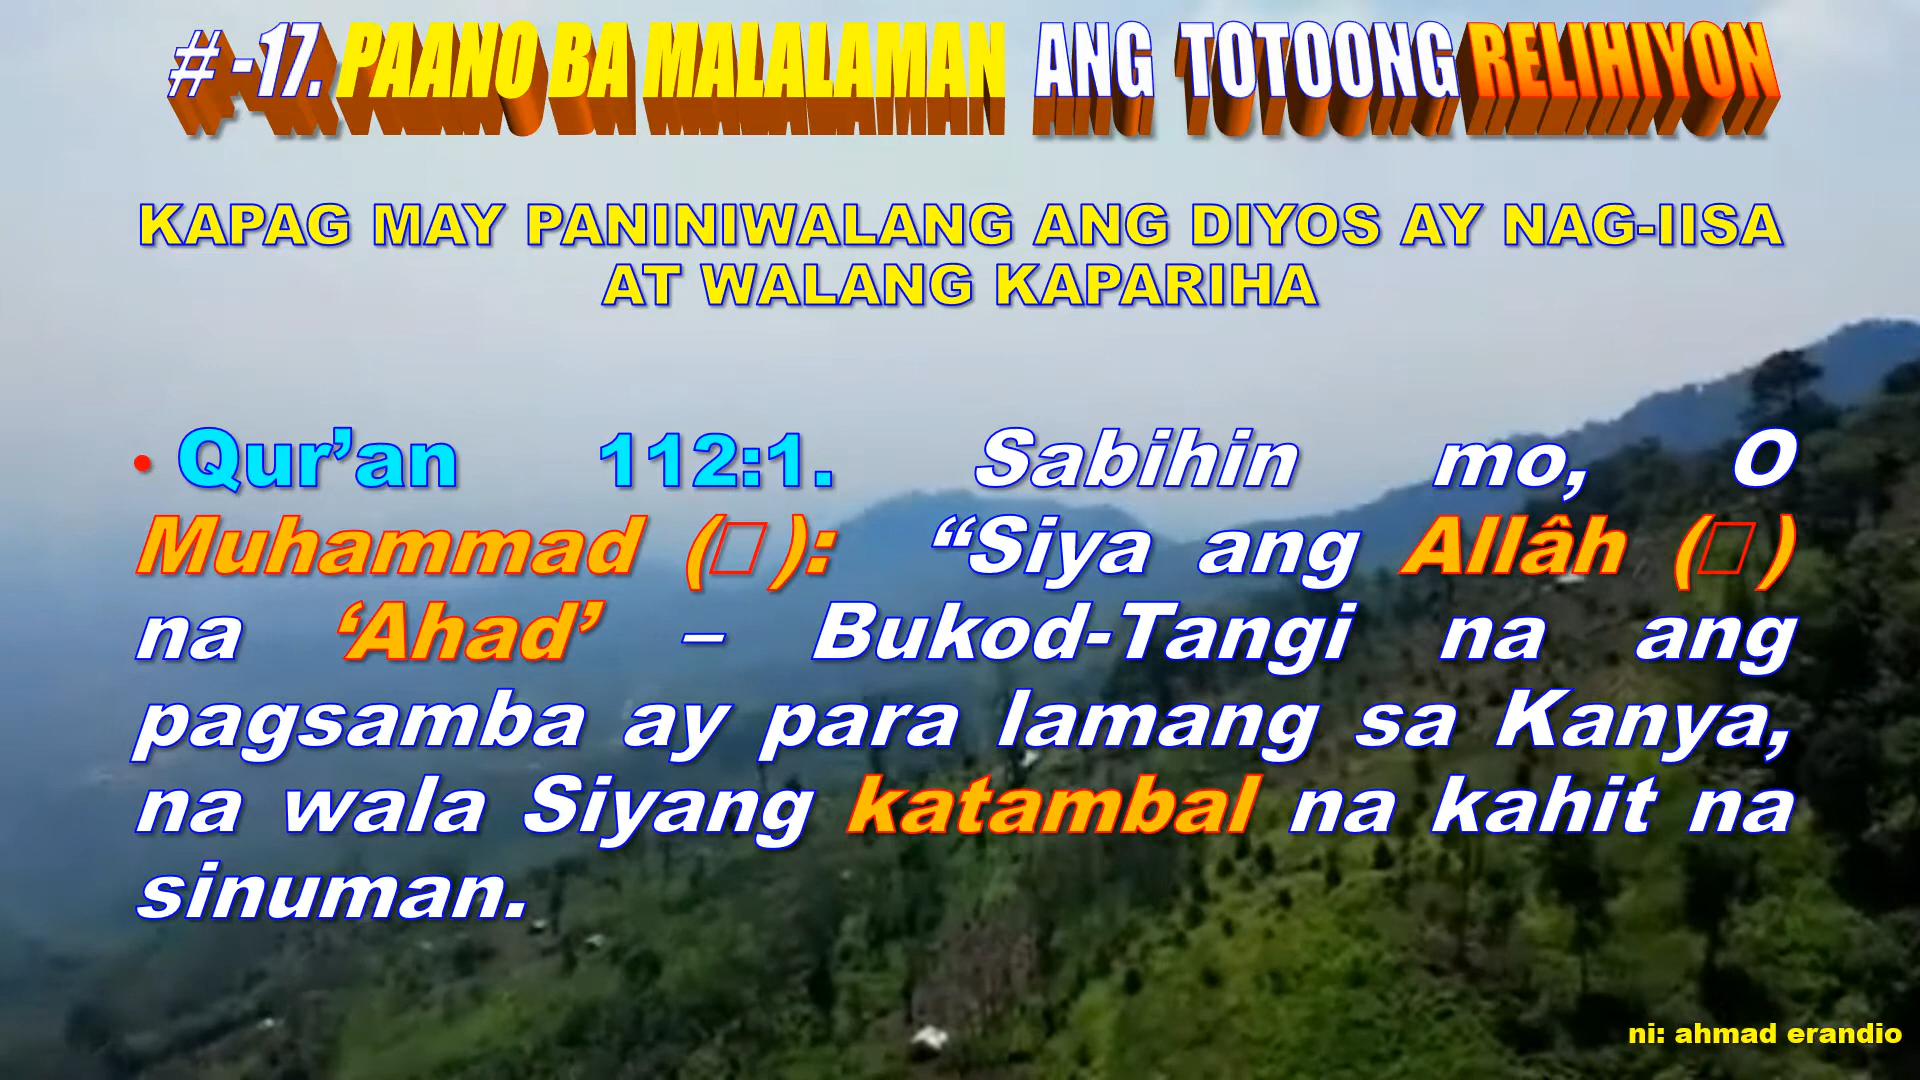 # -17. PAANO BA MALALAMAN ANG TOTOONG RELIHIYON
KAPAG MAY PANINIWALANG ANG DIYOS AY NAG-IISA
AT WALANG KAPARIHA
• Qur’an 112:1. Sabihin mo, O
Muhammad (□): “Siya ang Allâh (□)
na ‘Ahad’ – Bukod-Tangi na ang
pagsamba ay para lamang sa Kanya,
na wala Siyang katambal na kahit na
sinuman.
ni: ahmad erandio